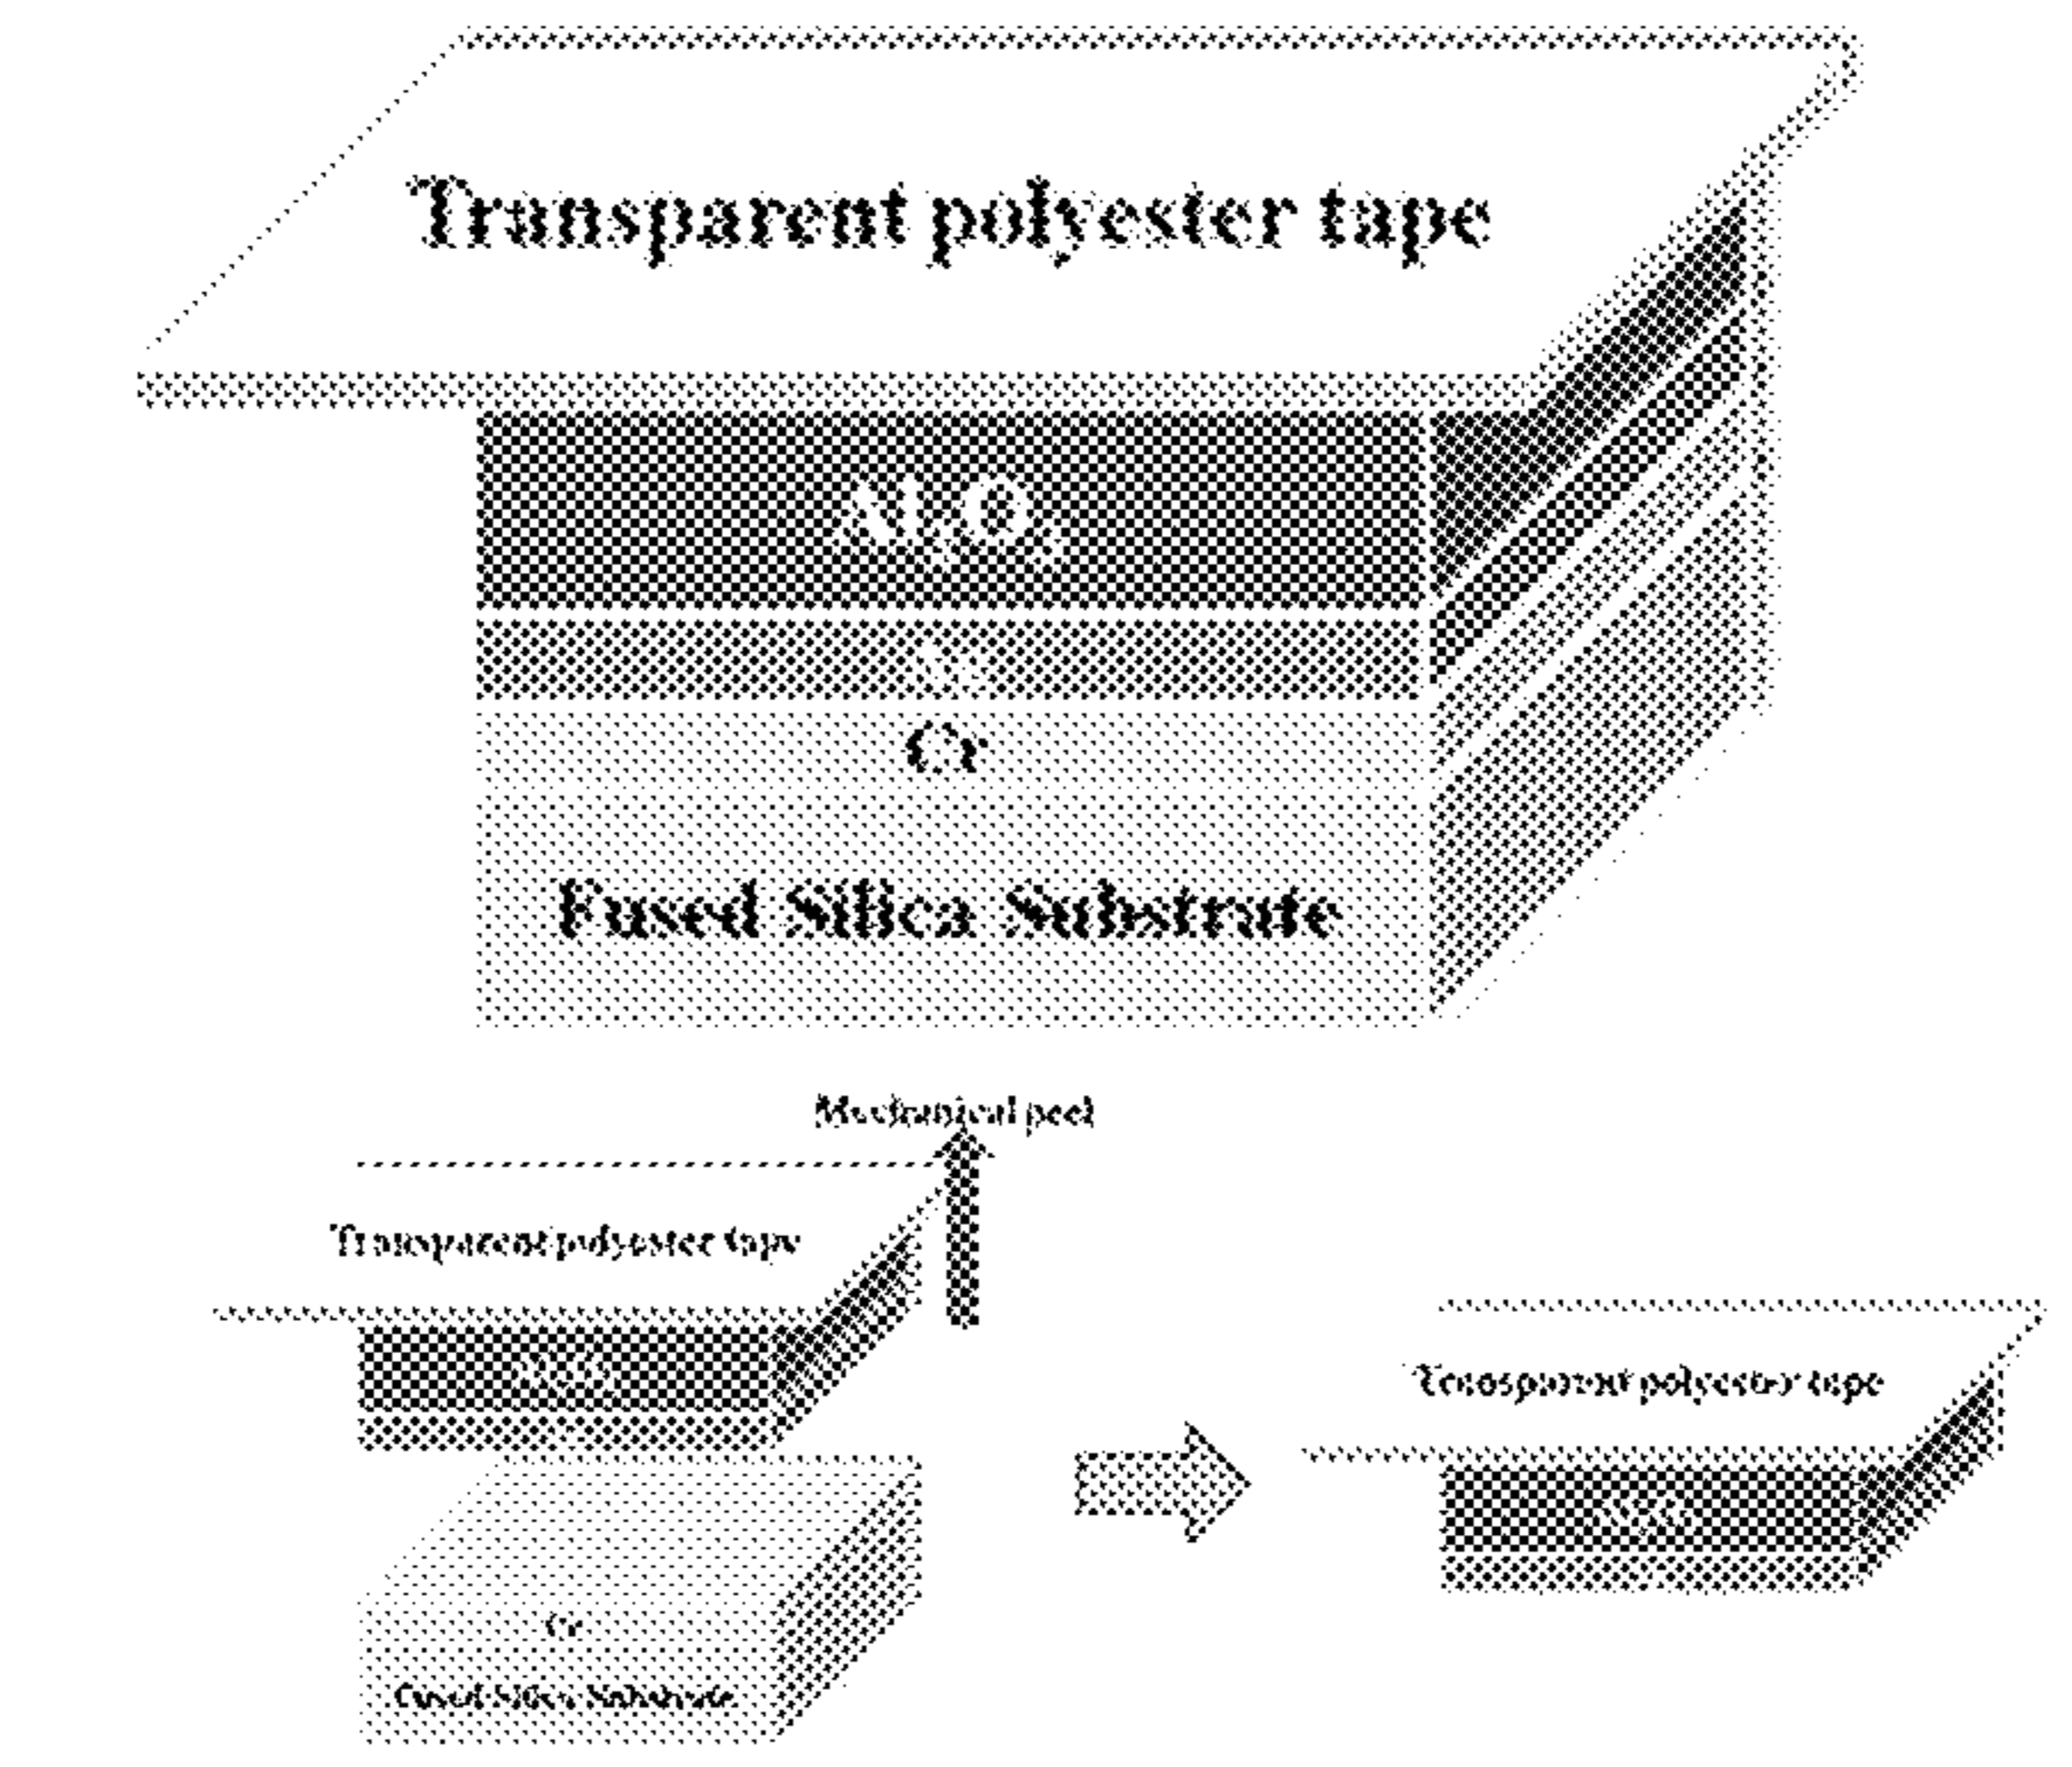 Transparent polyester tape
Al₂O₃
Cr
Fused Silica Substrate
Mechanical peel
Transparent polyester tape
Transparent polyester tape
Cr
Fused Silica Substrate